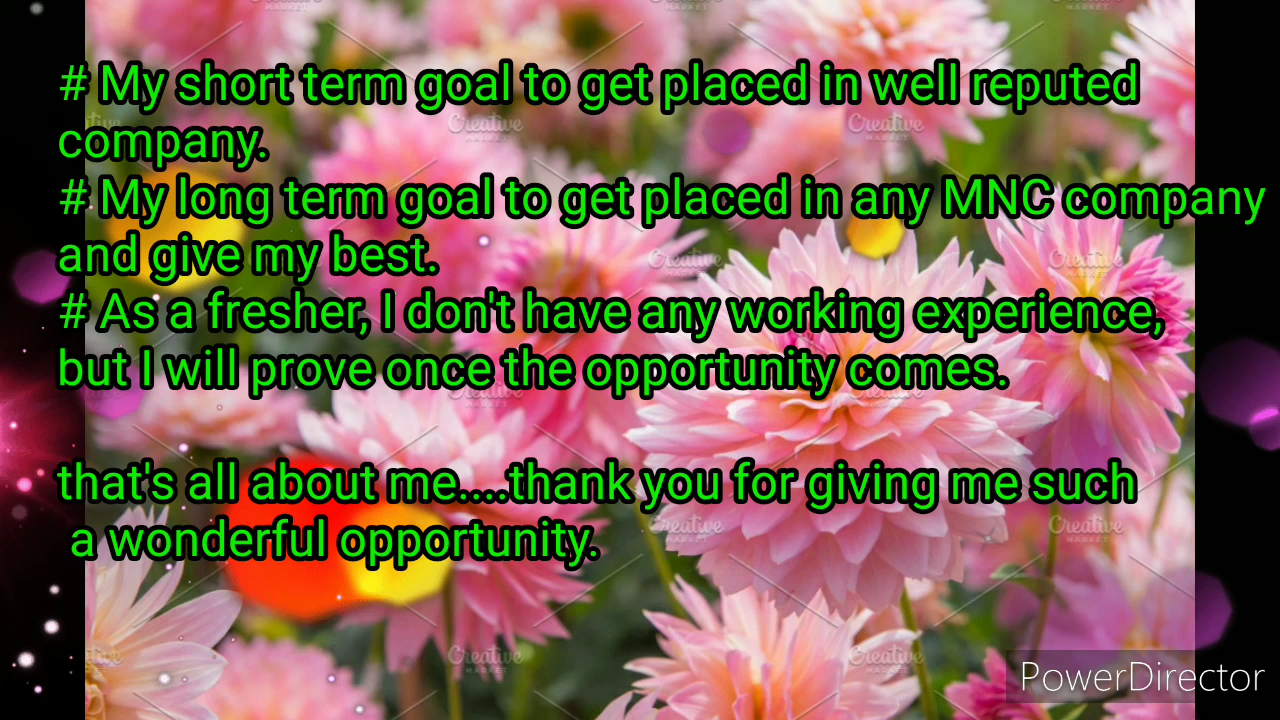 # My short term goal to get placed in well reputed
company.
# My long term goal to get placed in any MNC company
and give my best.
# As a fresher, I don't have any working experience,
but I will prove once the opportunity comes.
that's all about me....thank you for giving me such
a wonderful opportunity.
Creative MARKET
PowerDirector